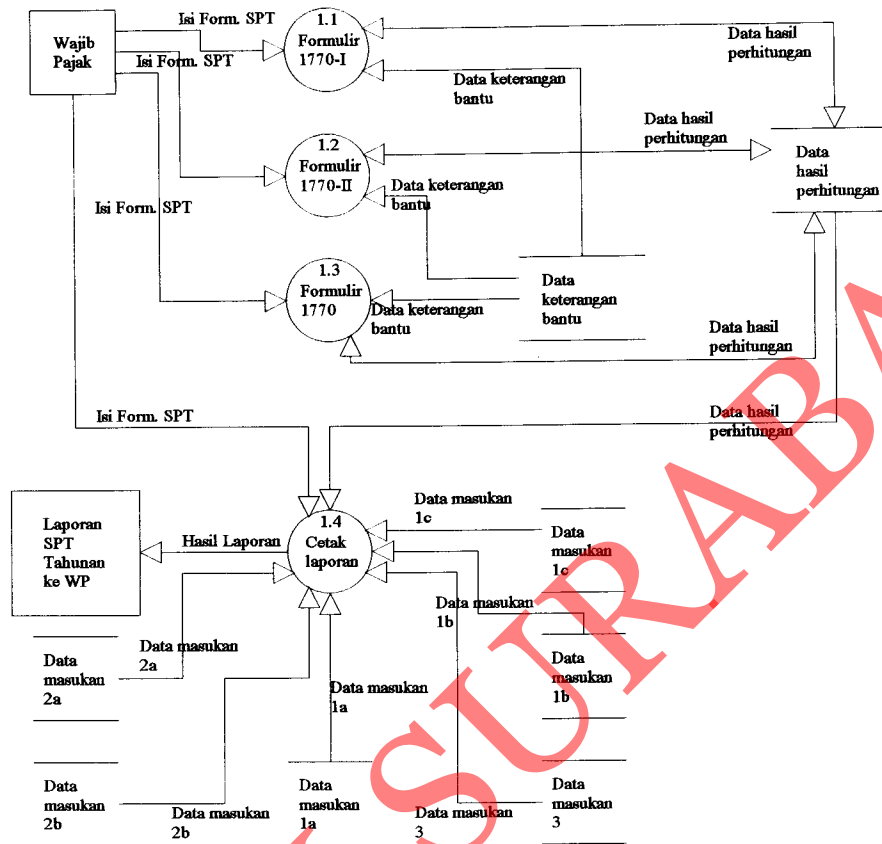 Isi Form. SPT
1.1
Formulir
1770-I
Wajib
Pajak
Isi Form. SPT
Data hasil
perhitungan
Data keterangan
bantu
1.2
Formulir
1770-II
Data hasil
perhitungan
Data
hasil
perhitungan
Data keterangan
bantu
Isi Form. SPT
1.3
Formulir
1770
Data
keterangan
bantu
Data keterangan
bantu
Data hasil
perhitungan
Isi Form. SPT
Data hasil
perhitungan
Laporan
SPT
Tahunan
ke WP
Hasil Laporan
1.4
Cetak
laporan
Data masukan
1c
Data
masukan
1c
Data masukan
1b
Data
masukan
2a
Data masukan
2a
Data masukan
1a
Data
masukan
1b
Data
masukan
2b
Data masukan
2b
Data
masukan
1a
Data masukan
3
Data
masukan
3
SURABA